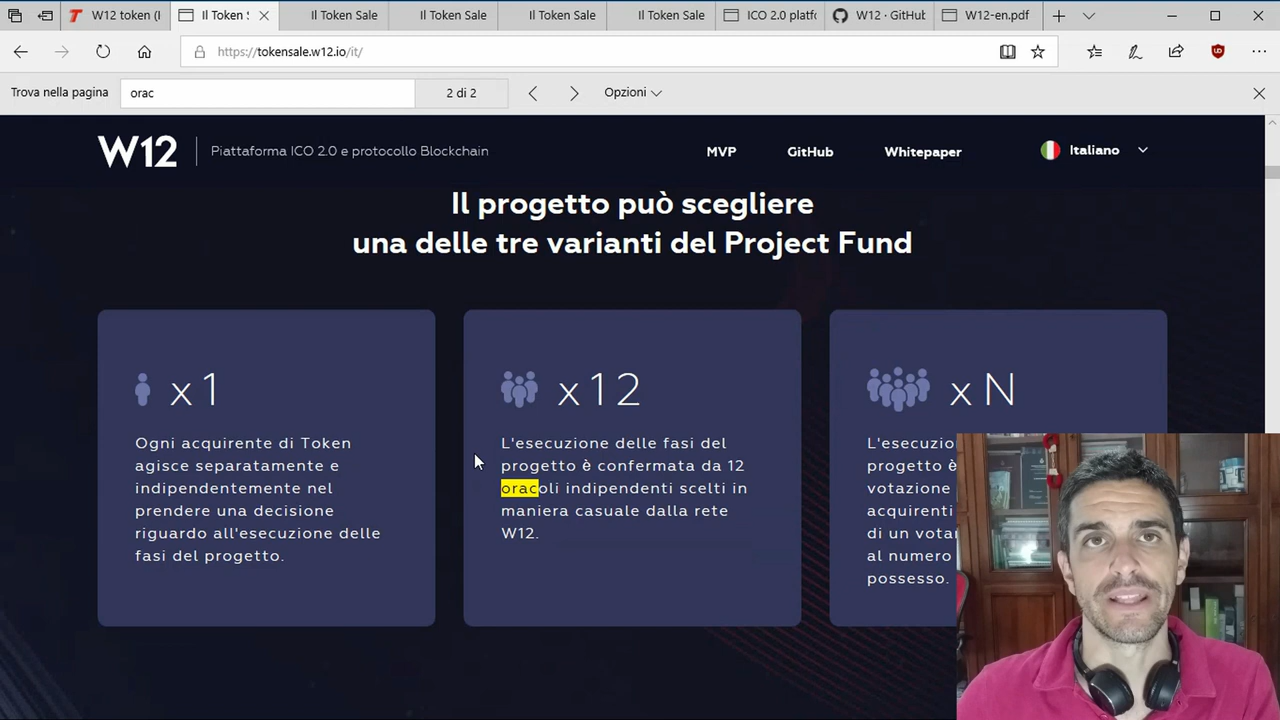 W12 token (I
Il Token S
Il Token Sale
Il Token Sale
Il Token Sale
Il Token Sale
ICO 2.0 platf
W12 · GitHub
W12-en.pdf
https://tokensale.w12.io/it/
Trova nella pagina
orac
2 di 2
Opzioni
W12
Piattaforma ICO 2.0 e protocollo Blockchain
MVP
GitHub
Whitepaper
Italiano
Il progetto può scegliere
una delle tre varianti del Project Fund
x1
Ogni acquirente di Token
agisce separatamente e
indipendentemente nel
prendere una decisione
riguardo all'esecuzione delle
fasi del progetto.
x12
L'esecuzione delle fasi del
progetto è confermata da 12
oracoli indipendenti scelti in
maniera casuale dalla rete
W12.
xN
L'esecuzio
progetto è
votazione
acquirenti
di un vota
al numero
possesso.